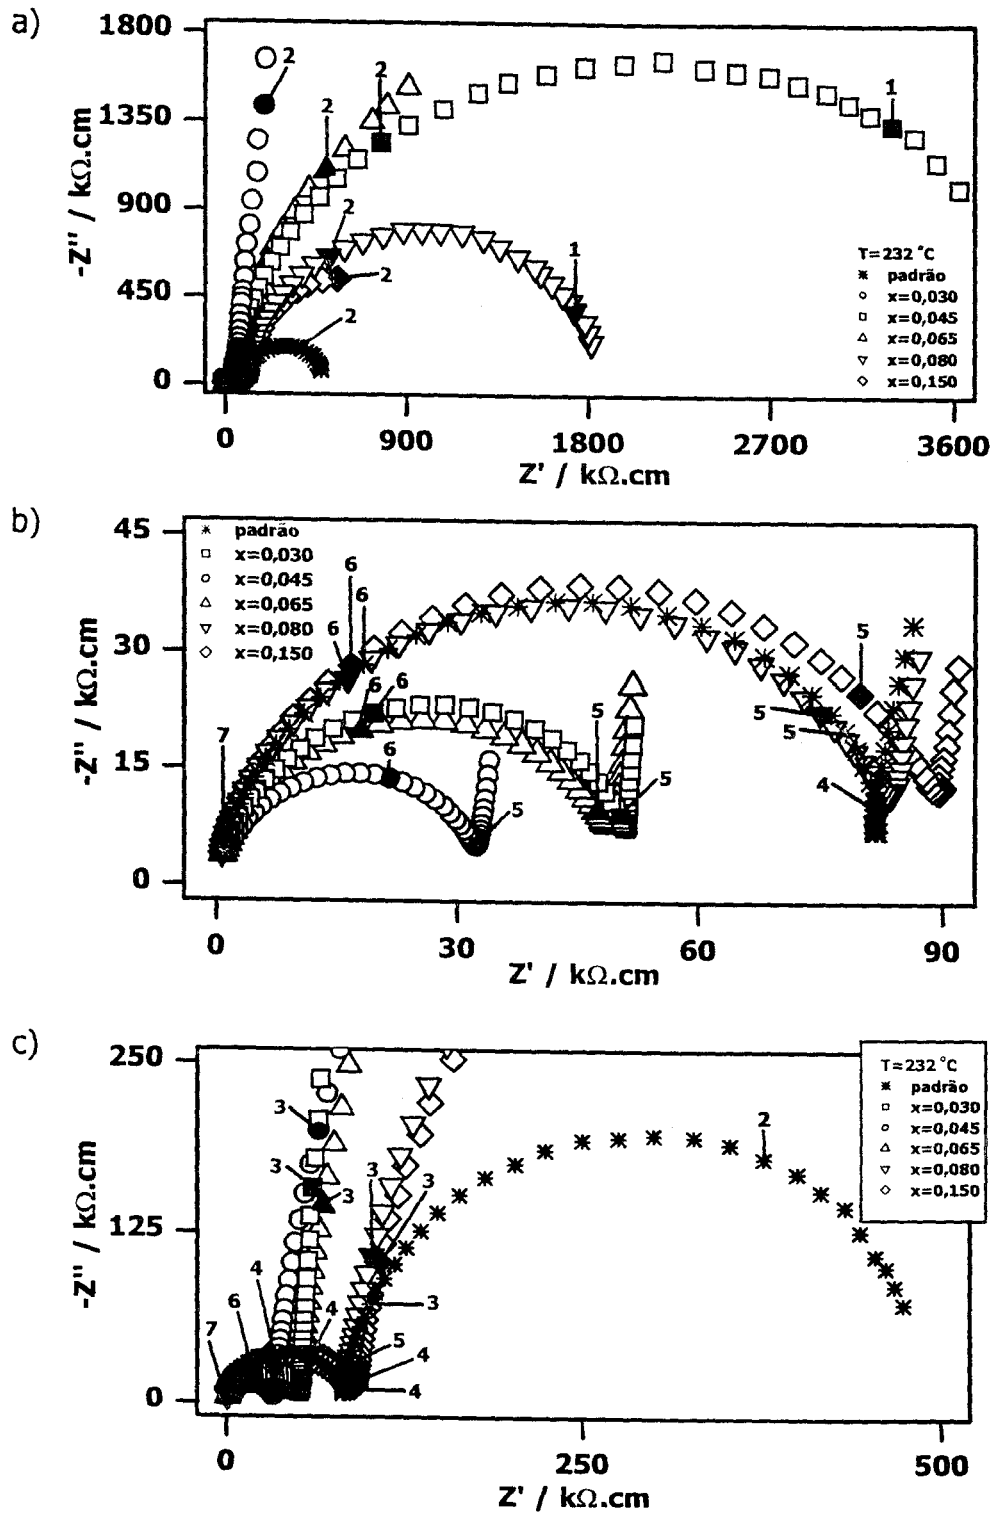 a)
1800
1350
900
450
0
-Z'' / kΩ.cm
2
2
2
1
2
1
2
2
T=232 °C
padrão
x=0,030
x=0,045
x=0,065
x=0,080
x=0,150
0
900
1800
2700
3600
Z' / kΩ.cm
b)
45
30
15
0
-Z'' / kΩ.cm
padrão
x=0,030
x=0,045
x=0,065
x=0,080
x=0,150
6
6
6
6
6
7
6
5
5
5
5
5
5
4
0
30
60
90
Z' / kΩ.cm
c)
250
125
0
-Z'' / kΩ.cm
T=232 °C
padrão
x=0,030
x=0,045
x=0,065
x=0,080
x=0,150
3
2
3
3
3
3
4
6
4
3
7
5
4
4
0
250
500
Z' / kΩ.cm